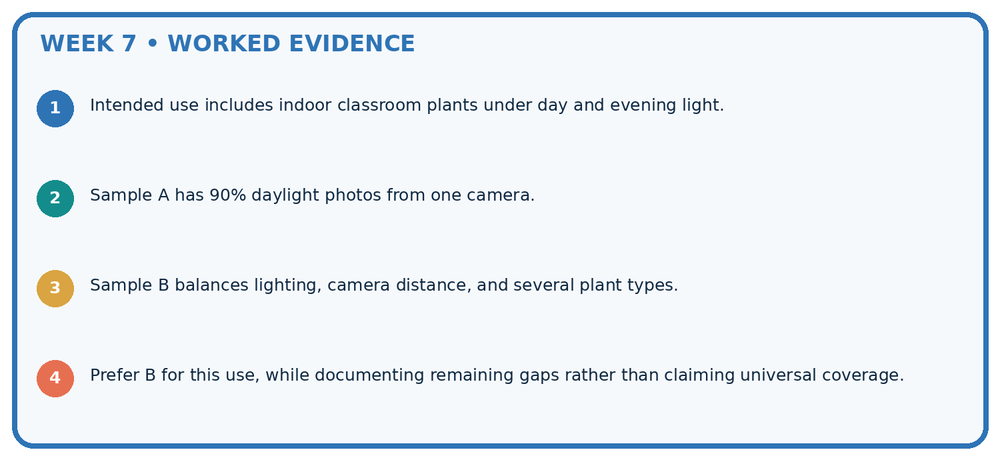 WEEK 7 • WORKED EVIDENCE
1 Intended use includes indoor classroom plants under day and evening light.
2 Sample A has 90% daylight photos from one camera.
3 Sample B balances lighting, camera distance, and several plant types.
4 Prefer B for this use, while documenting remaining gaps rather than claiming universal coverage.